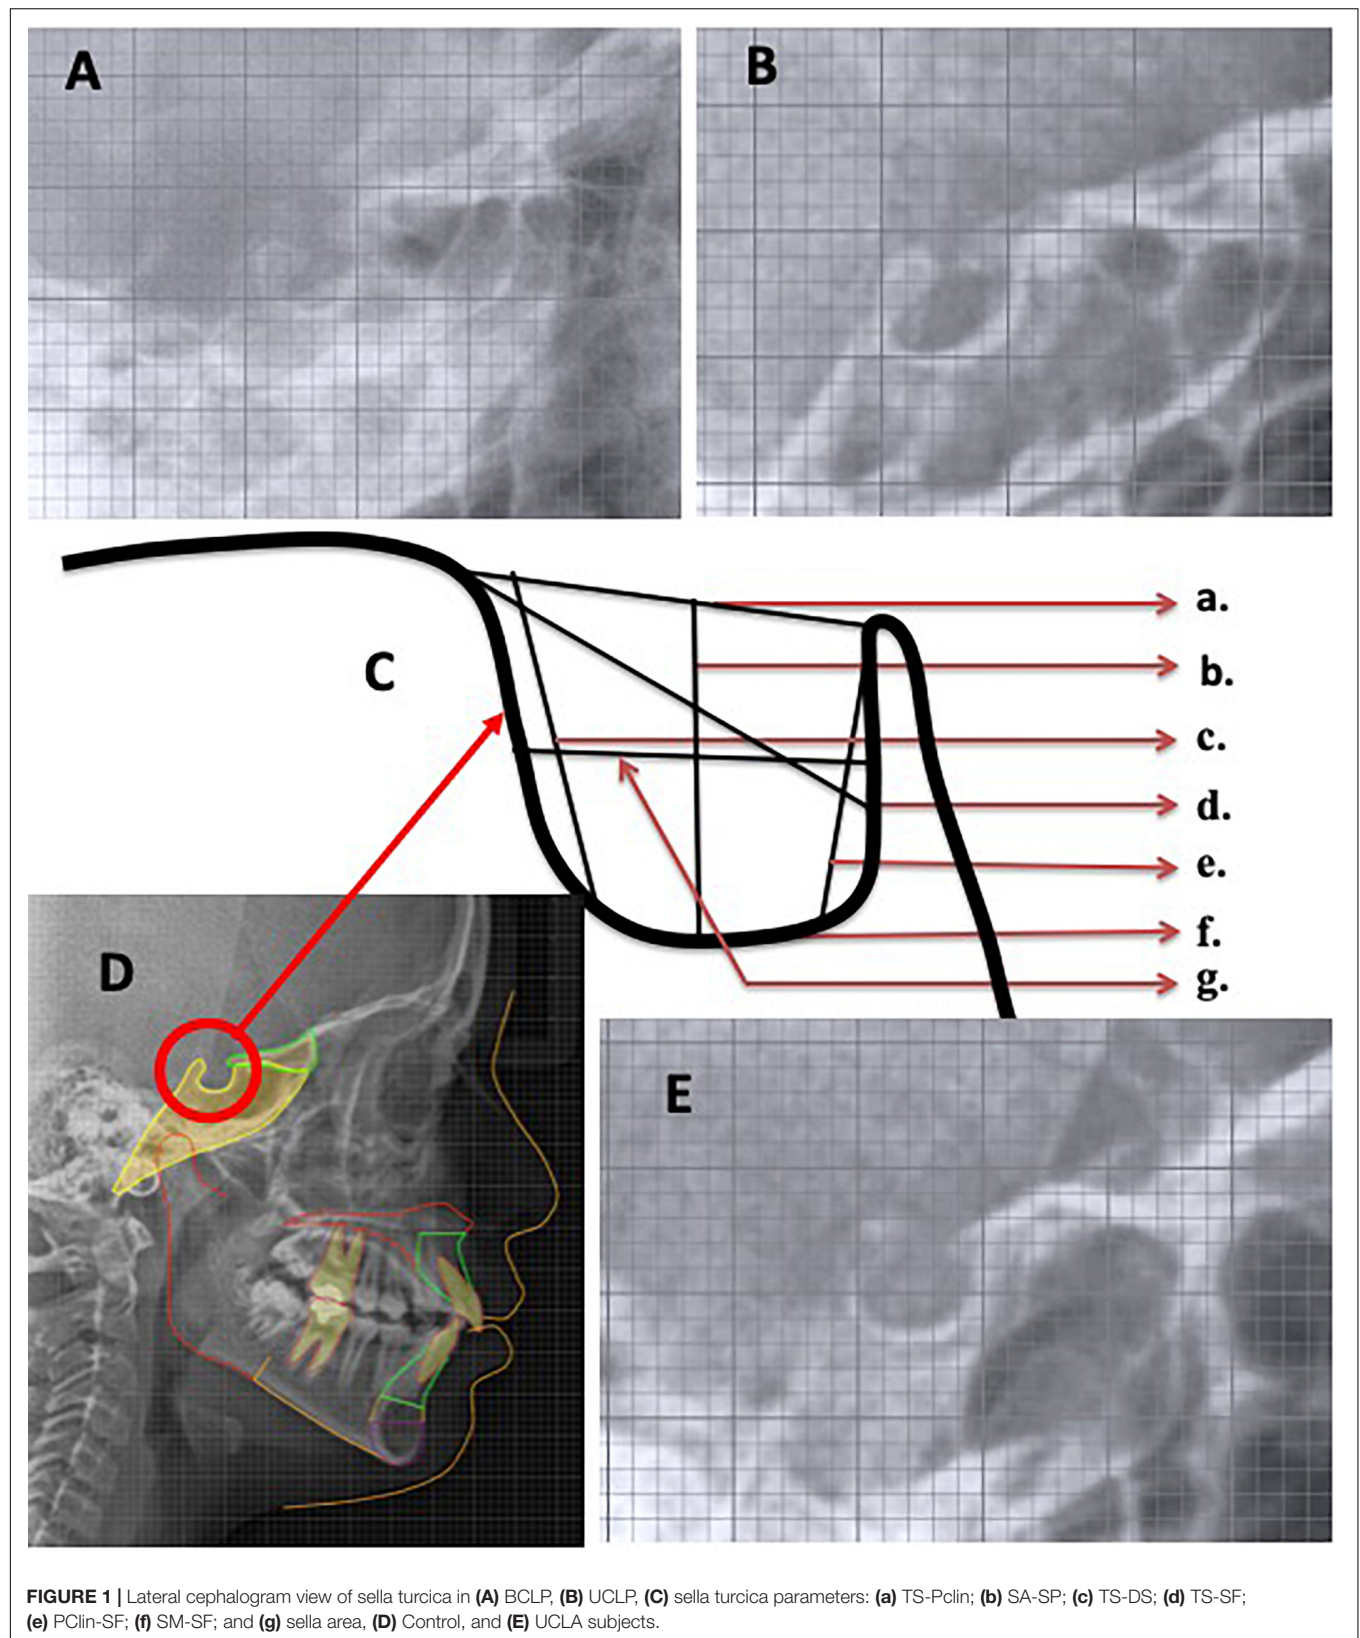 A
B
C
a.
b.
c.
d.
e.
f.
g.
D
E
FIGURE 1 | Lateral cephalogram view of sella turcica in (A) BCLP, (B) UCLP, (C) sella turcica parameters: (a) TS-Pclin; (b) SA-SP; (c) TS-DS; (d) TS-SF;
(e) PClin-SF; (f) SM-SF; and (g) sella area, (D) Control, and (E) UCLA subjects.